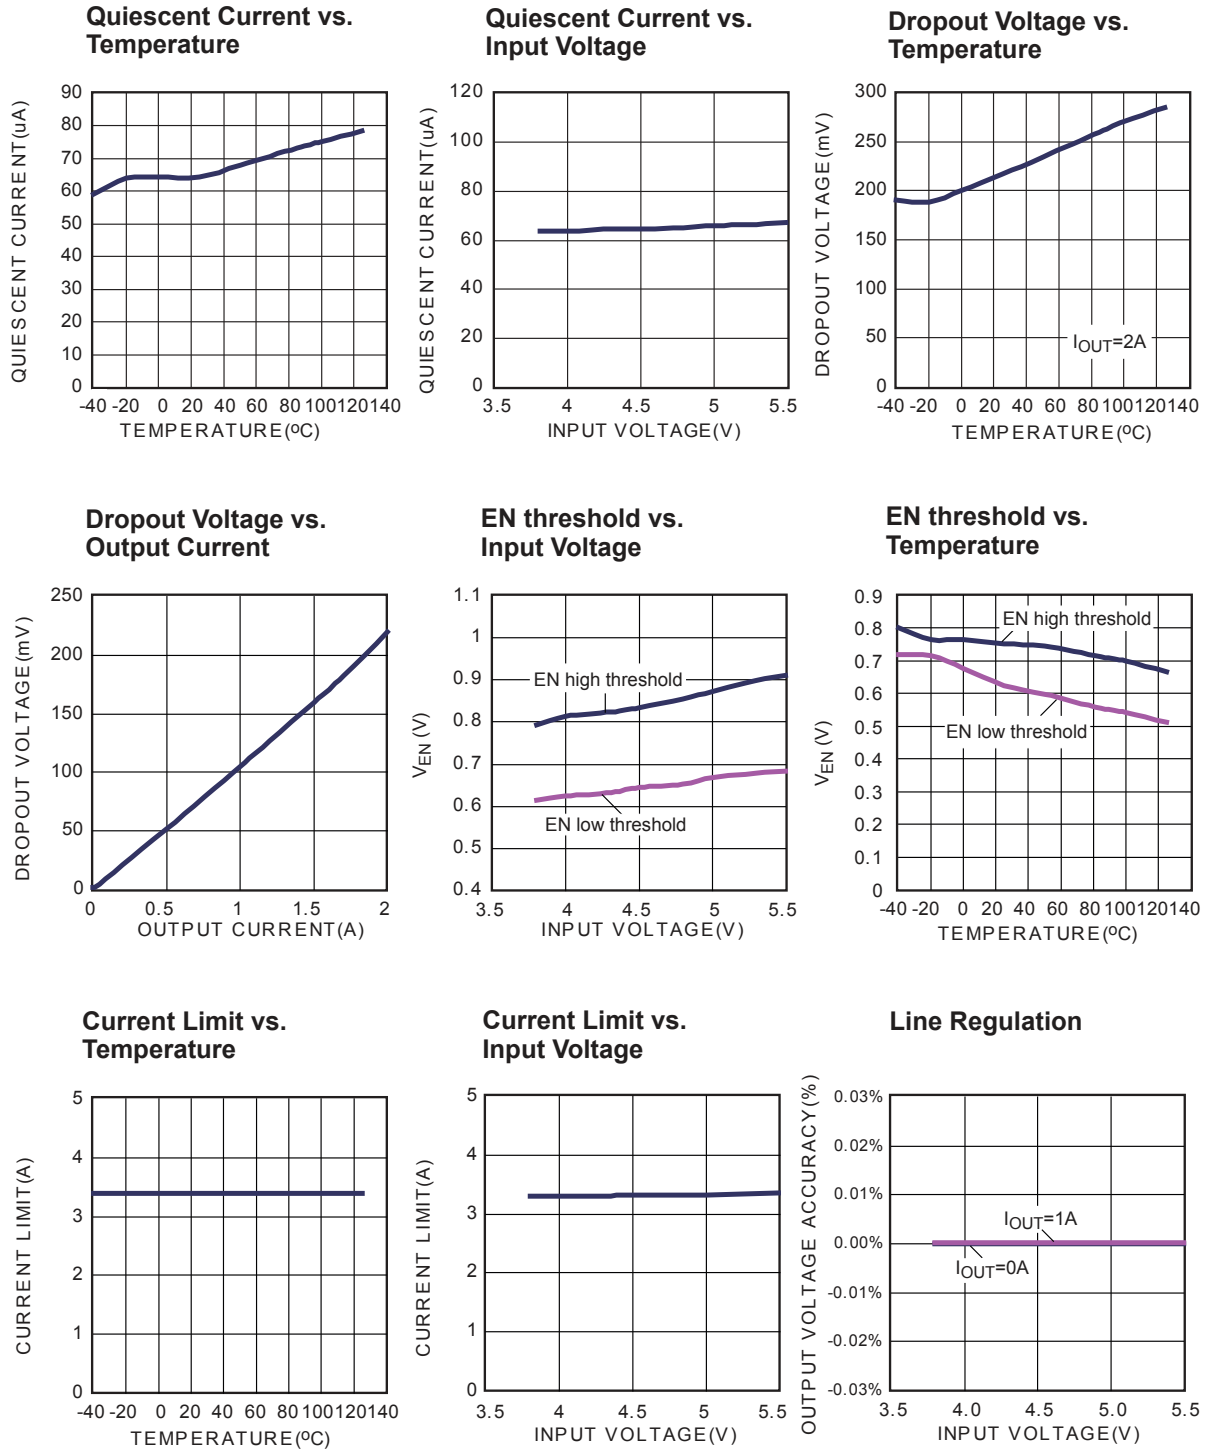 Quiescent Current vs.
Temperature
QUIESCENT CURRENT(uA)
90
80
70
60
50
40
30
20
10
0
-40 -20 0 20 40 60 80 100 120 140
TEMPERATURE(ºC)
Quiescent Current vs.
Input Voltage
QUIESCENT CURRENT(uA)
120
100
80
60
40
20
0
3.5 4 4.5 5 5.5
INPUT VOLTAGE(V)
Dropout Voltage vs.
Temperature
DROPOUT VOLTAGE(mV)
300
250
200
150
100
50
0
IOUT=2A
-40 -20 0 20 40 60 80 100 120 140
TEMPERATURE(ºC)
Dropout Voltage vs.
Output Current
DROPOUT VOLTAGE(mV)
250
200
150
100
50
0
0 0.5 1 1.5 2
OUTPUT CURRENT(A)
EN threshold vs.
Input Voltage
VEN (V)
1.1
1
0.9
0.8
0.7
0.6
0.5
0.4
EN high threshold
EN low threshold
3.5 4 4.5 5 5.5
INPUT VOLTAGE(V)
EN threshold vs.
Temperature
VEN (V)
0.9
0.8
0.7
0.6
0.5
0.4
0.3
0.2
0.1
0
EN high threshold
EN low threshold
-40 -20 0 20 40 60 80 100 120 140
TEMPERATURE(ºC)
Current Limit vs.
Temperature
CURRENT LIMIT(A)
5
4
3
2
1
0
-40 -20 0 20 40 60 80 100 120 140
TEMPERATURE(ºC)
Current Limit vs.
Input Voltage
CURRENT LIMIT(A)
5
4
3
2
1
0
3.5 4 4.5 5 5.5
INPUT VOLTAGE(V)
Line Regulation
OUTPUT VOLTAGE ACCURACY(%)
0.03%
0.02%
0.01%
0.00%
-0.01%
-0.02%
-0.03%
IOUT=1A
IOUT=0A
3.5 4.0 4.5 5.0 5.5
INPUT VOLTAGE(V)